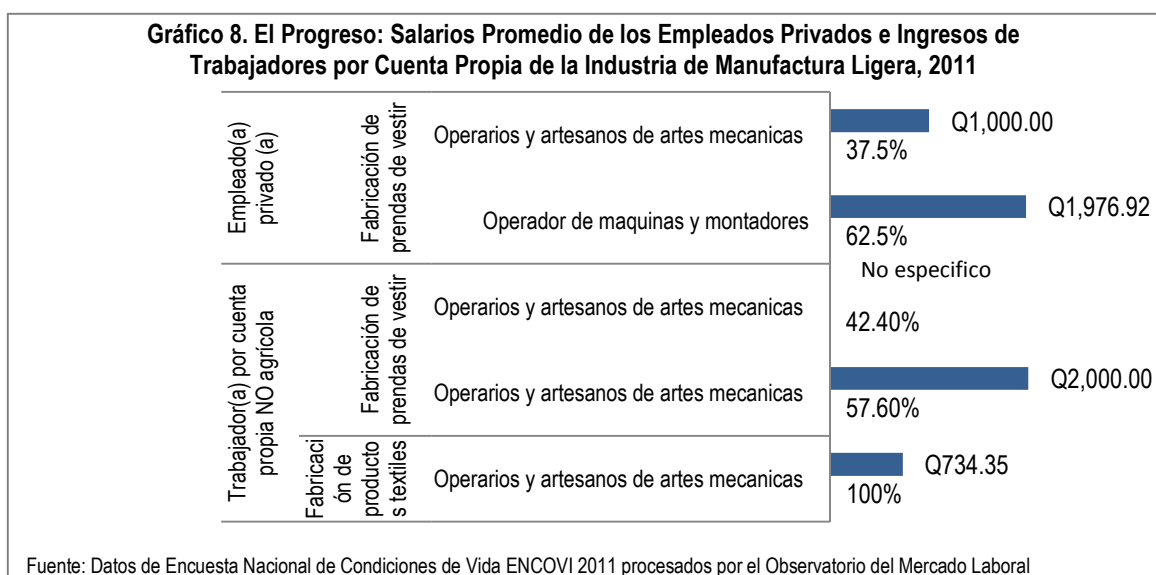 Gráfico 8. El Progreso: Salarios Promedio de los Empleados Privados e Ingresos de
Trabajadores por Cuenta Propia de la Industria de Manufactura Ligera, 2011
Empleado(a)
privado (a)
Fabricación de
prendas de vestir
Operarios y artesanos de artes mecanicas
Q1,000.00
37.5%
Operador de maquinas y montadores
Q1,976.92
62.5%
Trabajador(a) por cuenta
propia NO agrícola
Fabricación de
prendas de vestir
Operarios y artesanos de artes mecanicas
No especifico
42.40%
Operarios y artesanos de artes mecanicas
Q2,000.00
57.60%
Fabricaci
ón de
producto
s textiles
Operarios y artesanos de artes mecanicas
Q734.35
100%
Fuente: Datos de Encuesta Nacional de Condiciones de Vida ENCOVI 2011 procesados por el Observatorio del Mercado Laboral